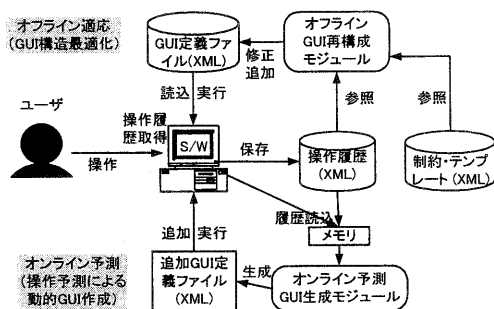 オフライン適応
(GUI構造最適化)
GUI定義ファ
イル(XML)
修正
追加
オフライン
GUI再構成
モジュール
読込
実行
参照
参照
ユーザ
操作履
歴取得
S/W
操作
保存
操作履歴
(XML)
制約・テンプ
レート(XML)
履歴読込
メモリ
追加
実行
オンライン予測
(操作予測による
動的GUI作成)
追加GUI定
義ファイル
(XML)
生成
オンライン予測
GUI生成モジュール